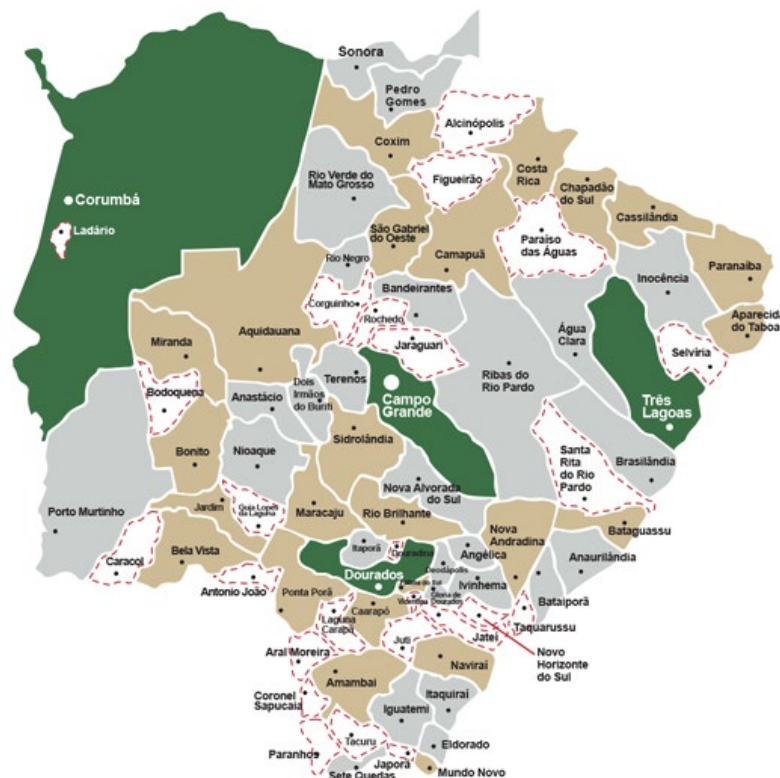 Sonora
Pedro
Gomes
Alcinópolis
Coxim
Costa
Rica
Rio Verde do
Mato Grosso
Figueirão
Chapadão
do Sul
Corumbá
Cassilândia
Ladário
São Gabriel
do Oeste
Paraíso
das Águas
Rio Negro
Camapuã
Paranaíba
Inocência
Bandeirantes
Corguinho
Rochedo
Aparecida
do Taboa
Aquidauana
Água
Clara
Miranda
Jaraguari
Selvíria
Ribas do
Rio Pardo
Terenos
Dois
Irmãos
do Buriti
Campo
Grande
Bodoquena
Anastácio
Três
Lagoas
Sidrolândia
Santa
Rita
do Rio
Pardo
Bonito
Nioaque
Brasilândia
Nova Alvorada
do Sul
Jardim
Guia Lopes
da Laguna
Maracaju
Porto Murtinho
Rio Brilhante
Nova
Andradina
Bataguassu
Itaporã
Douradina
Bela Vista
Angélica
Caracol
Anaurilândia
Deodápolis
Dourados
Ivinhema
Antonio João
Ponta Porã
Glória de
Dourados
Vicentina
Bataiporã
Caarapó
Laguna
Carapã
Taquarussu
Jateí
Juti
Aral Moreira
Novo
Horizonte
do Sul
Naviraí
Amambai
Coronel
Sapucaia
Itaquiraí
Iguatemi
Tacuru
Eldorado
Paranhos
Japorã
Mundo Novo
Sete Quedas